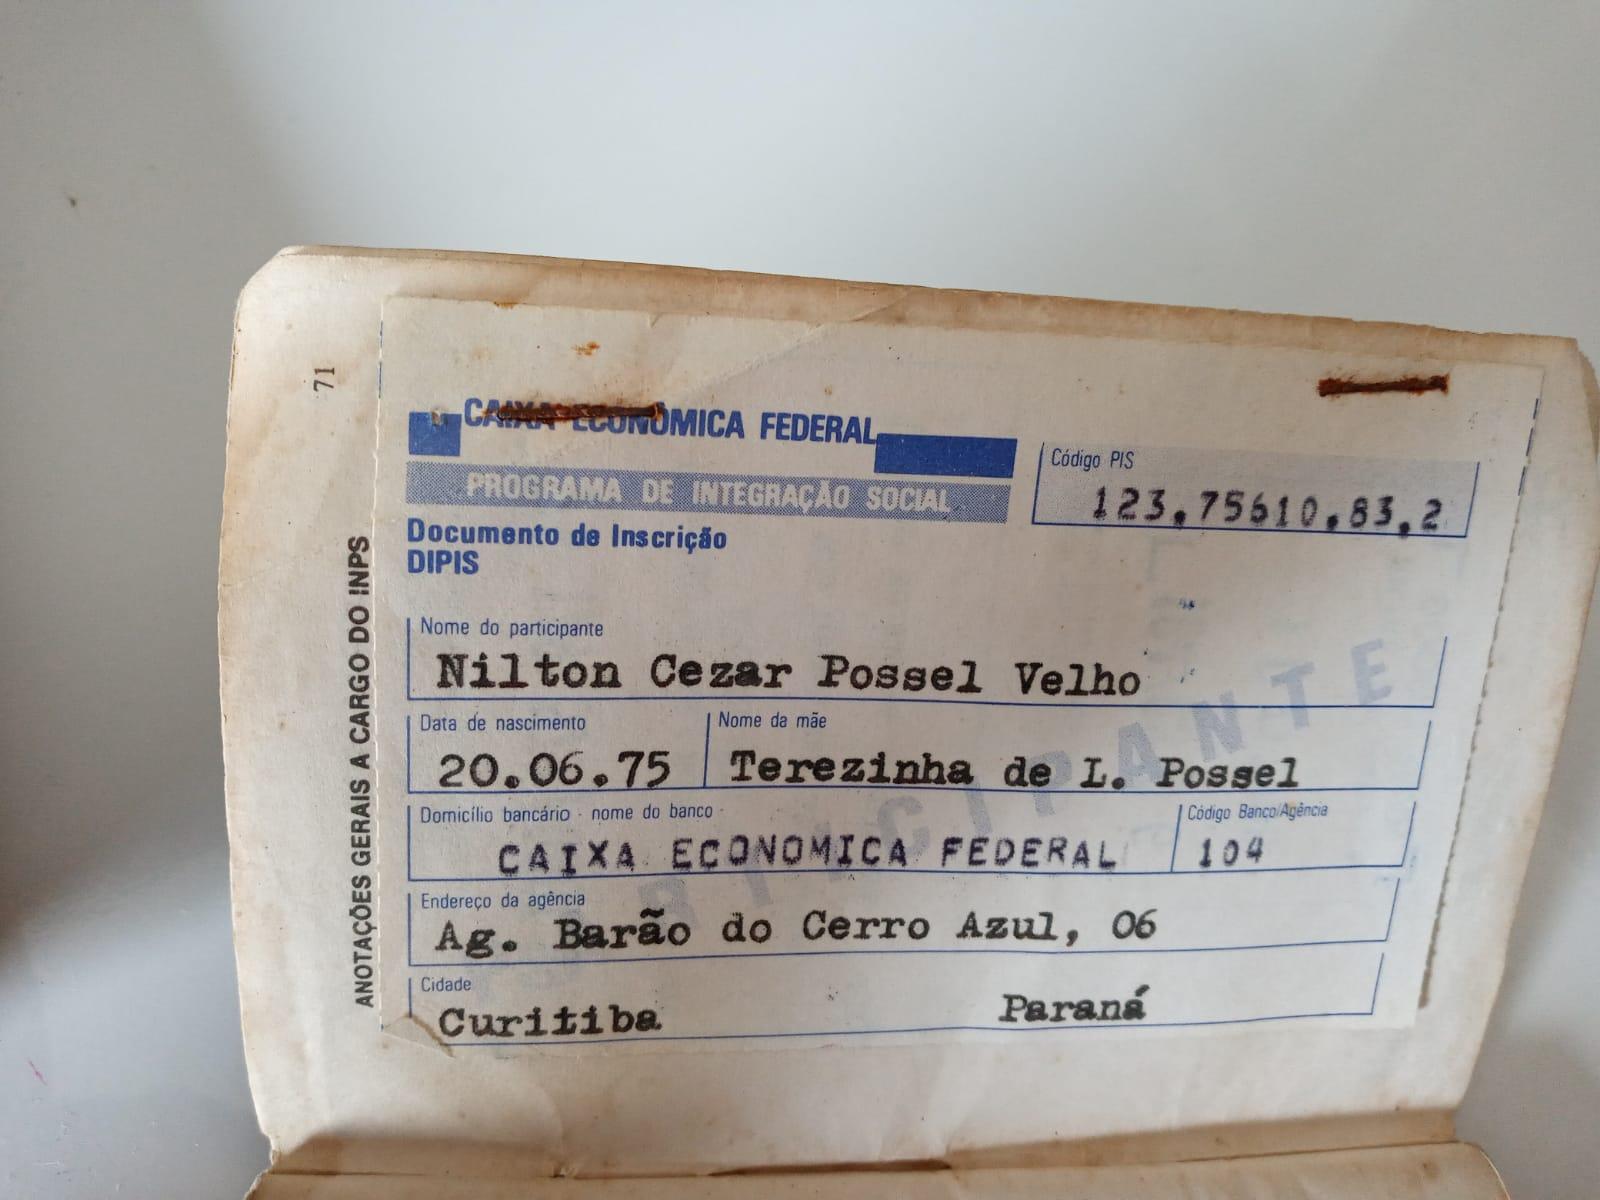 71
ANOTAÇÕES GERAIS A CARGO DO INPS
CAIXA ECONÔMICA FEDERAL
PROGRAMA DE INTEGRAÇÃO SOCIAL
Documento de Inscrição
DIPIS
Código PIS
123.75610.83.2
Nome do participante
Nilton Cezar Possel Velho
Data de nascimento
20.06.75
Nome da mãe
Terezinha de L. Possel
Domicílio bancário - nome do banco
CAIXA ECONOMICA FEDERAL
Código Banco/Agência
104
Endereço da agência
Ag. Barão do Cerro Azul, 06
Cidade
Curitiba Paraná
PARTICIPANTE